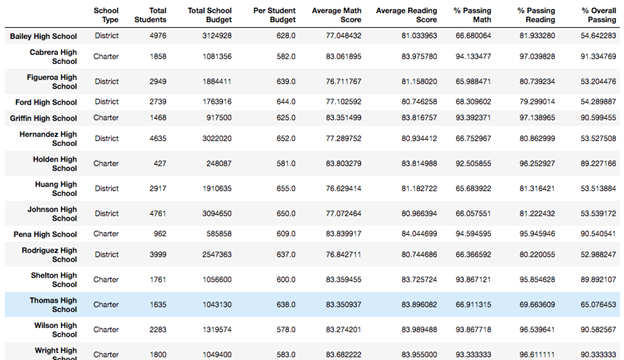 School Type Total Students Total School Budget Per Student Budget Average Math Score Average Reading Score % Passing Math % Passing Reading % Overall Passing
Bailey High School District 4976 3124928 628.0 77.048432 81.033963 66.680064 81.933280 54.642283
Cabrera High School Charter 1858 1081356 582.0 83.061895 83.975780 94.133477 97.039828 91.334769
Figueroa High School District 2949 1884411 639.0 76.711767 81.158020 65.988471 80.739234 53.204476
Ford High School District 2739 1763916 644.0 77.102592 80.746258 68.309602 79.299014 54.289887
Griffin High School Charter 1468 917500 625.0 83.351499 83.816757 93.392371 97.138965 90.599455
Hernandez High School District 4635 3022020 652.0 77.289752 80.934412 66.752967 80.862999 53.527508
Holden High School Charter 427 248087 581.0 83.803279 83.814988 92.505855 96.252927 89.227166
Huang High School District 2917 1910635 655.0 76.629414 81.182722 65.683922 81.316421 53.513884
Johnson High School District 4761 3094650 650.0 77.072464 80.966394 66.057551 81.222432 53.539172
Pena High School Charter 962 585858 609.0 83.839917 84.044699 94.594595 95.945946 90.540541
Rodriguez High School District 3999 2547363 637.0 76.842711 80.744686 66.366592 80.220055 52.988247
Shelton High School Charter 1761 1056600 600.0 83.359455 83.725724 93.867121 95.854628 89.892107
Thomas High School Charter 1635 1043130 638.0 83.350937 83.896082 66.911315 69.663609 65.076453
Wilson High School Charter 2283 1319574 578.0 83.274201 83.989488 93.867718 96.539641 90.582567
Wright High School Charter 1800 1049400 583.0 83.682222 83.955000 93.333333 96.611111 90.333333